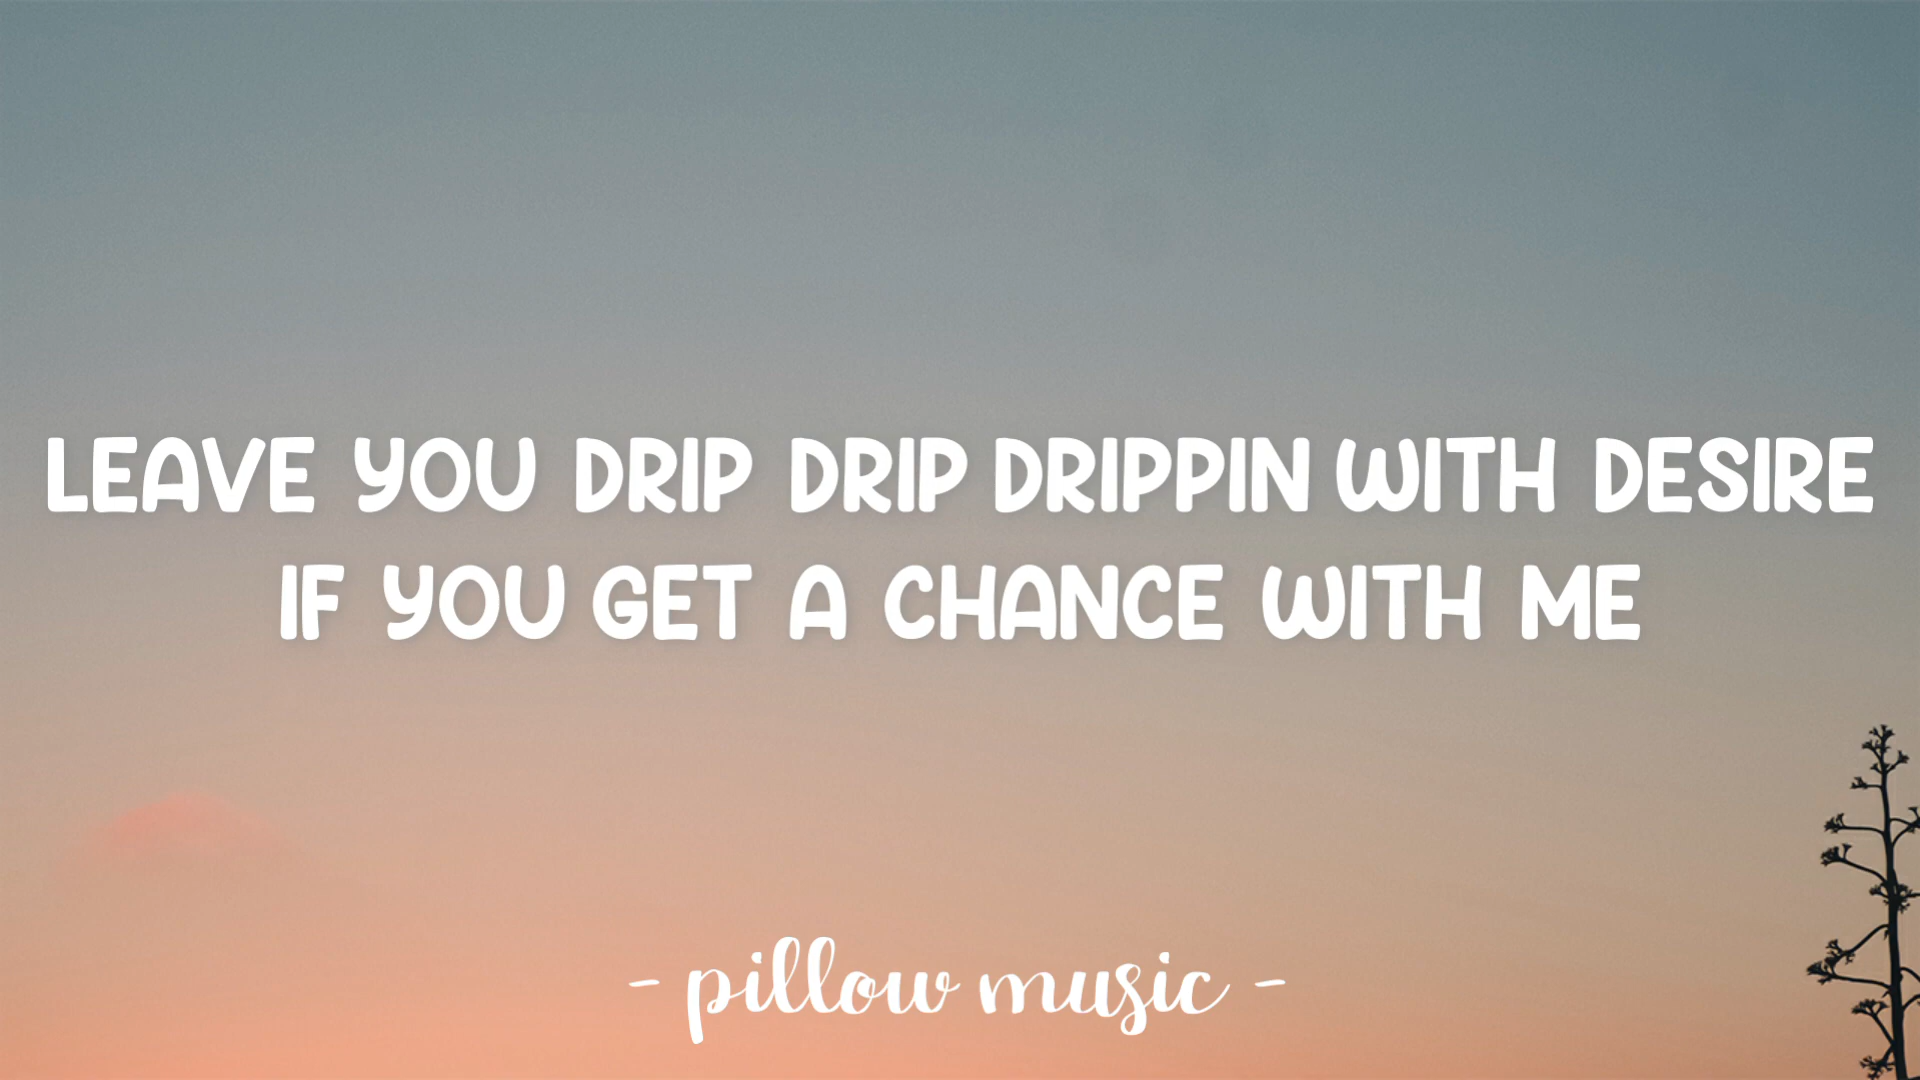 LEAVE YOU DRIP DRIP DRIPPIN WITH DESIRE
IF YOU GET A CHANCE WITH ME
- pillow music -